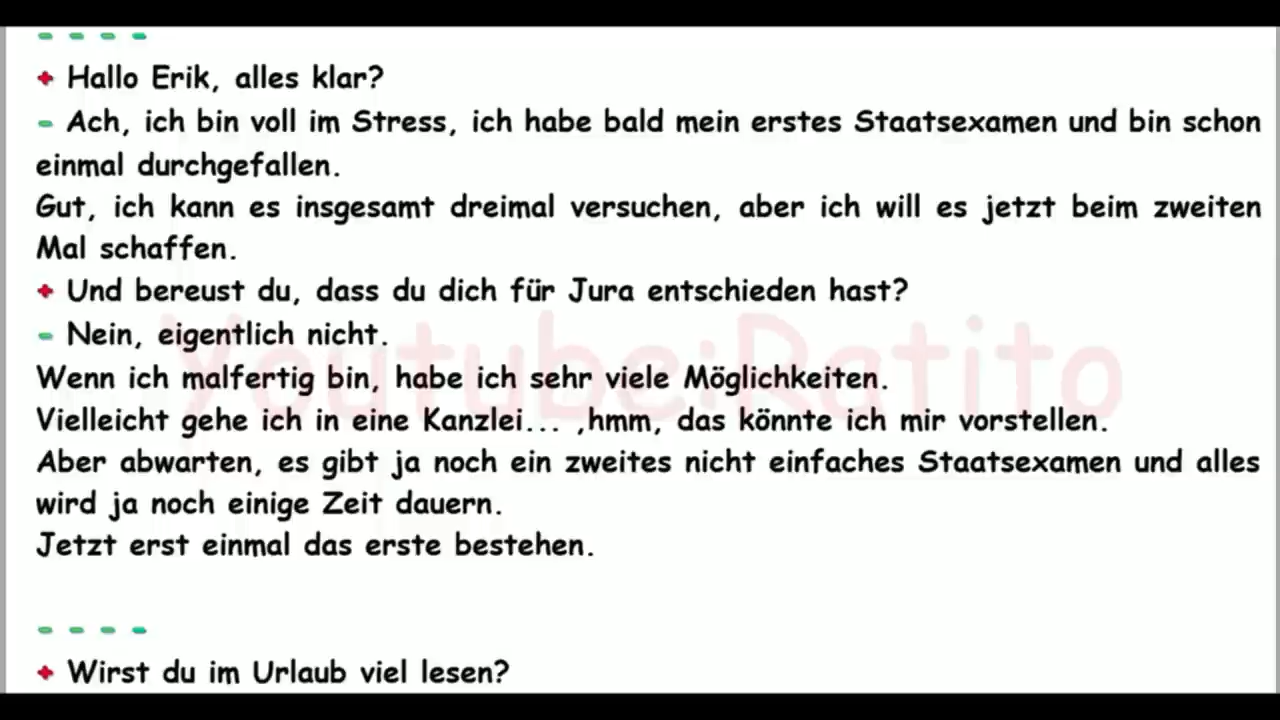 - - - -
+ Hallo Erik, alles klar?
- Ach, ich bin voll im Stress, ich habe bald mein erstes Staatsexamen und bin schon
einmal durchgefallen.
Gut, ich kann es insgesamt dreimal versuchen, aber ich will es jetzt beim zweiten
Mal schaffen.
+ Und bereust du, dass du dich für Jura entschieden hast?
- Nein, eigentlich nicht.
Youtube:Ratito
Wenn ich malfertig bin, habe ich sehr viele Möglichkeiten.
Vielleicht gehe ich in eine Kanzlei... ,hmm, das könnte ich mir vorstellen.
Aber abwarten, es gibt ja noch ein zweites nicht einfaches Staatsexamen und alles
wird ja noch einige Zeit dauern.
Jetzt erst einmal das erste bestehen.
- - - -
+ Wirst du im Urlaub viel lesen?